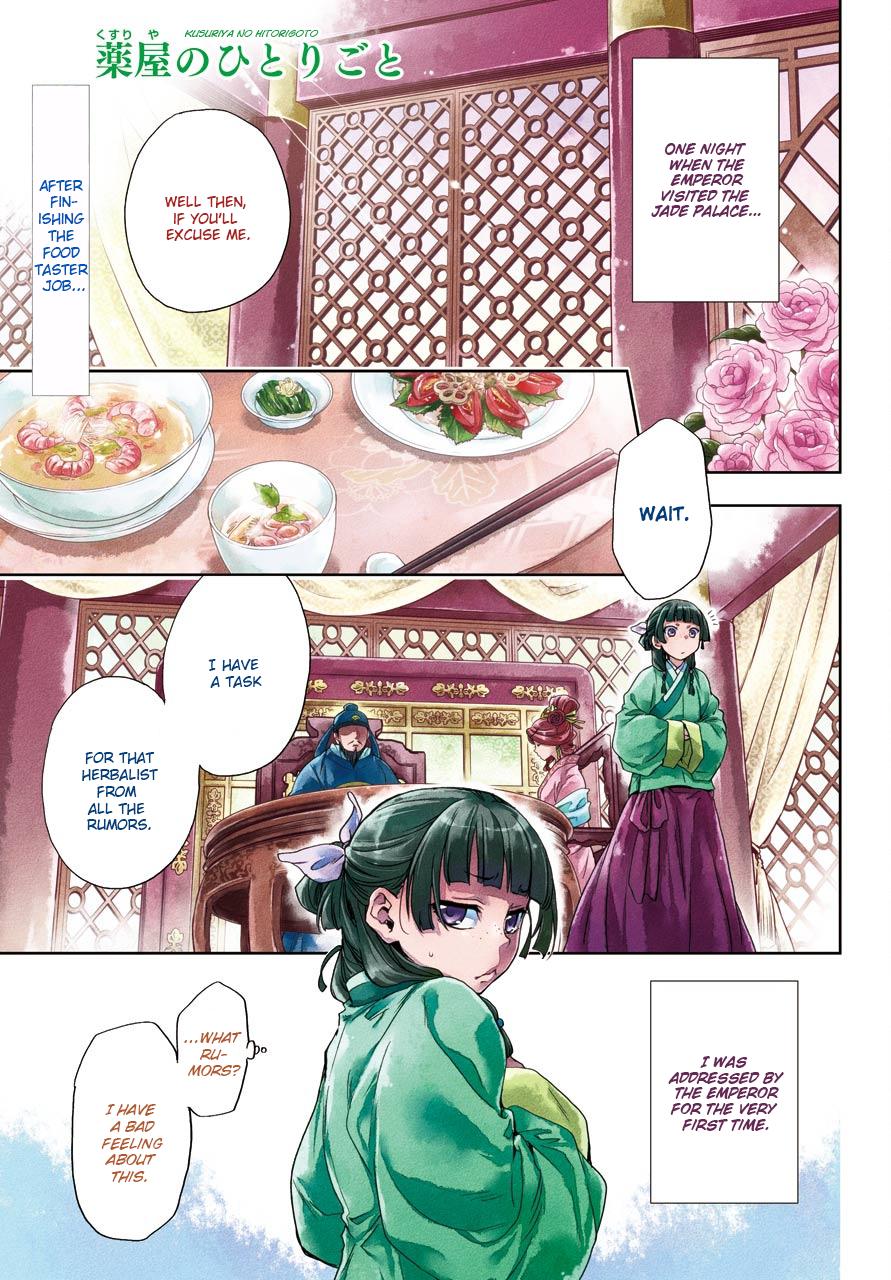 くすり や
KUSURIYA NO HITORIGOTO
薬屋のひとりごと
ONE NIGHT
WHEN THE
EMPEROR
VISITED THE
JADE PALACE...
WELL THEN,
IF YOU'LL
EXCUSE ME.
AFTER
FIN-
ISHING
THE
FOOD
TASTER
JOB...
WAIT.
I HAVE
A TASK
FOR THAT
HERBALIST
FROM
ALL THE
RUMORS.
I WAS
ADDRESSED BY
THE EMPEROR
FOR THE VERY
FIRST TIME.
...WHAT
RU-
MORS?
I HAVE
A BAD
FEELING
ABOUT
THIS.